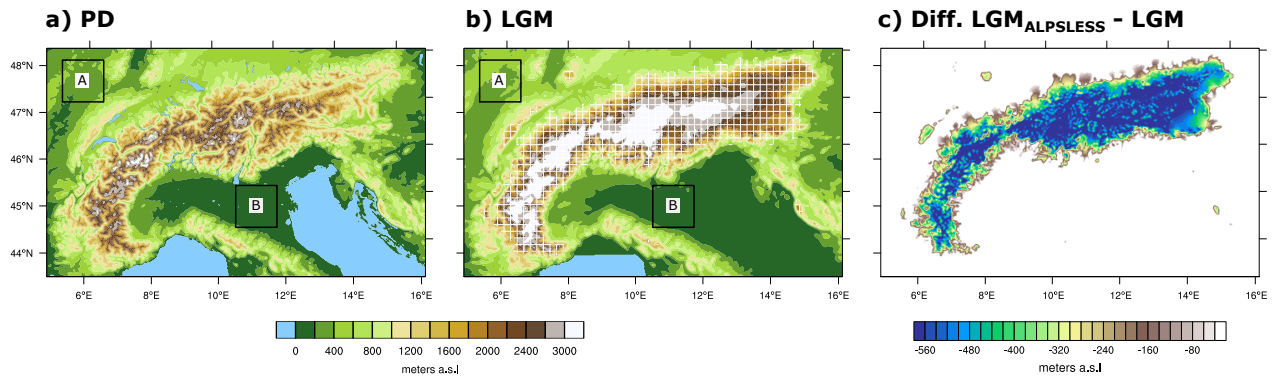 a) PD
b) LGM
c) Diff. LGM_ALPSLESS – LGM
48°N
47°N
46°N
45°N
44°N
A
B
A
B
6°E 8°E 10°E 12°E 14°E 16°E
6°E 8°E 10°E 12°E 14°E 16°E
6°E 8°E 10°E 12°E 14°E 16°E
0 400 800 1200 1600 2000 2400 3000
meters a.s.l
-560 -480 -400 -320 -240 -160 -80
meters a.s.l